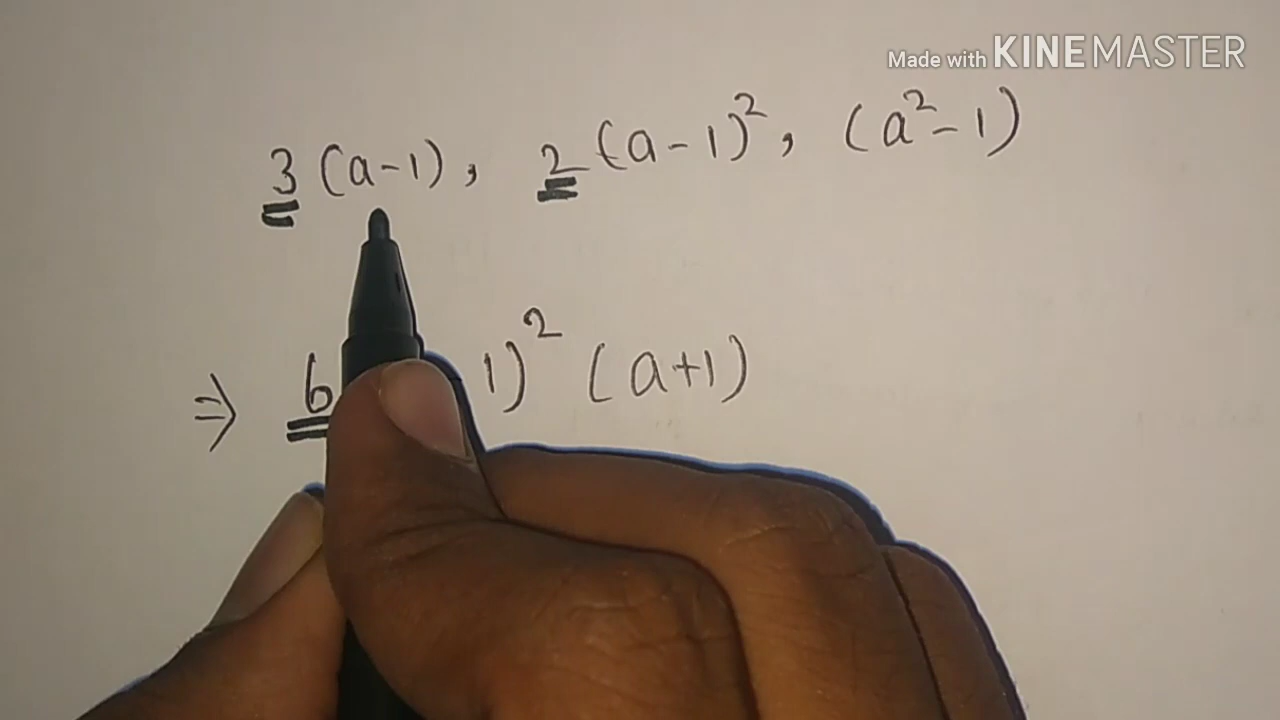 Made with KINEMASTER
3 (a-1), 2 (a-1)², (a²-1)
⇒ 6 1)² (a+1)